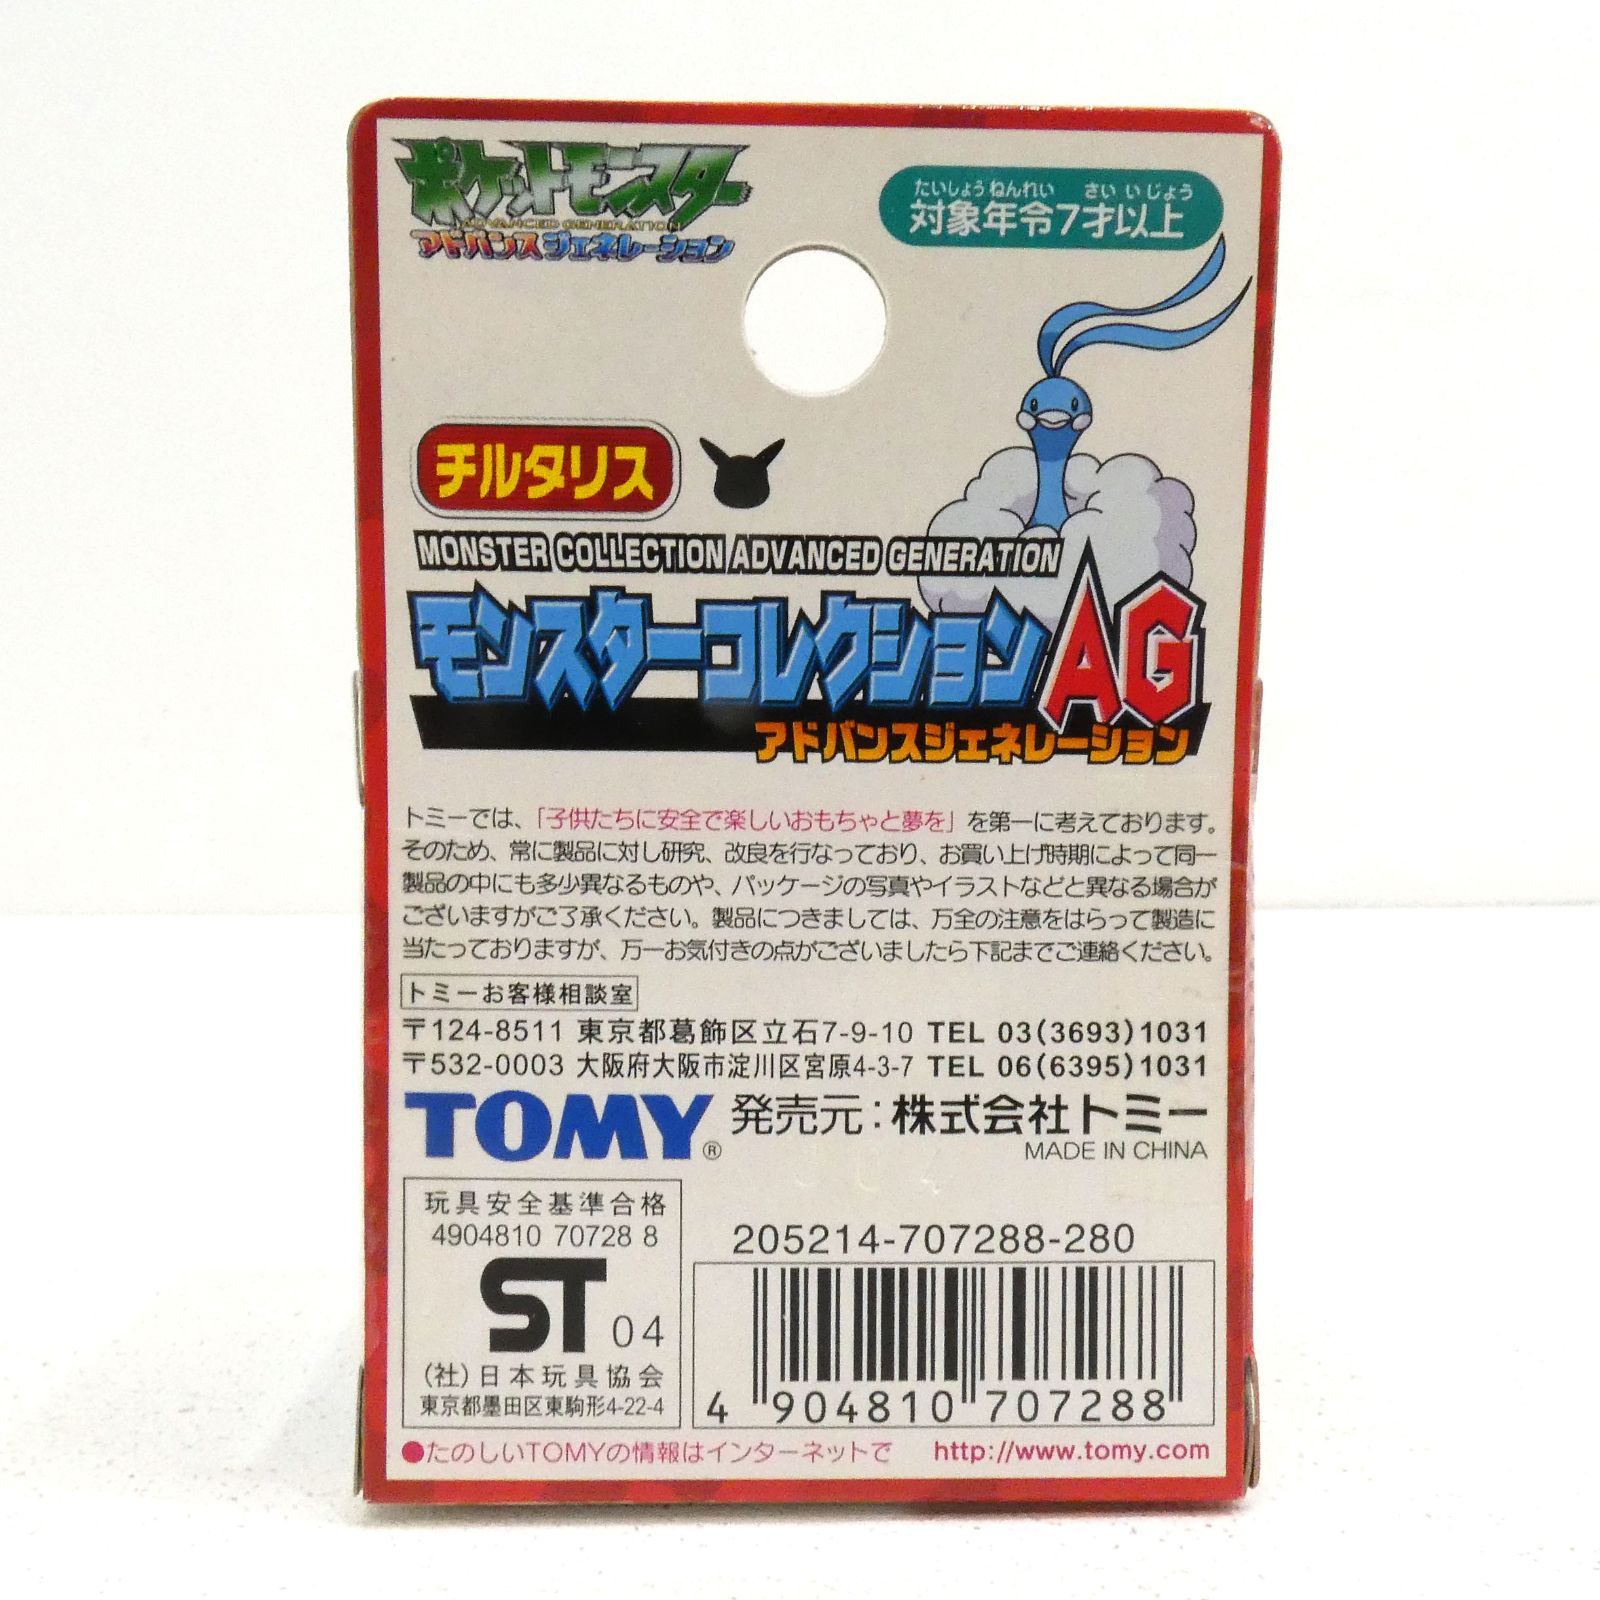 ポケットモンスター
ADVANCED GENERATION
アドバンスジェネレーション
たいしょうねんれい さいいじょう
対象年令7才以上
チルタリス
MONSTER COLLECTION ADVANCED GENERATION
モンスターコレクションAG
アドバンスジェネレーション
トミーでは、「子供たちに安全で楽しいおもちゃと夢を」を第一に考えております。
そのため、常に製品に対し研究、改良を行なっており、お買い上げ時期によって同一
製品の中にも多少異なるものや、パッケージの写真やイラストなどと異なる場合が
ございますがご了承ください。製品につきましては、万全の注意をはらって製造に
当たっておりますが、万一お気付きの点がございましたら下記までご連絡ください。
トミーお客様相談室
〒124-8511 東京都葛飾区立石7-9-10 TEL 03(3693)1031
〒532-0003 大阪府大阪市淀川区宮原4-3-7 TEL 06(6395)1031
TOMY® 発売元：株式会社トミー
MADE IN CHINA
玩具安全基準合格
4904810 70728 8
ST 04
(社)日本玩具協会
東京都墨田区東駒形4-22-4
205214-707288-280
4 904810 707288
●たのしいTOMYの情報はインターネットで http://www.tomy.com